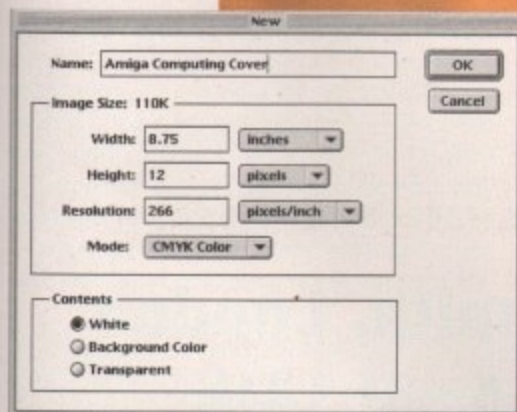 New
Name: Amiga Computing Cover
OK
Cancel
Image Size: 110K
Width: 8.75 inches
Height: 12 pixels
Resolution: 266 pixels/inch
Mode: CMYK Color
Contents
White
Background Color
Transparent